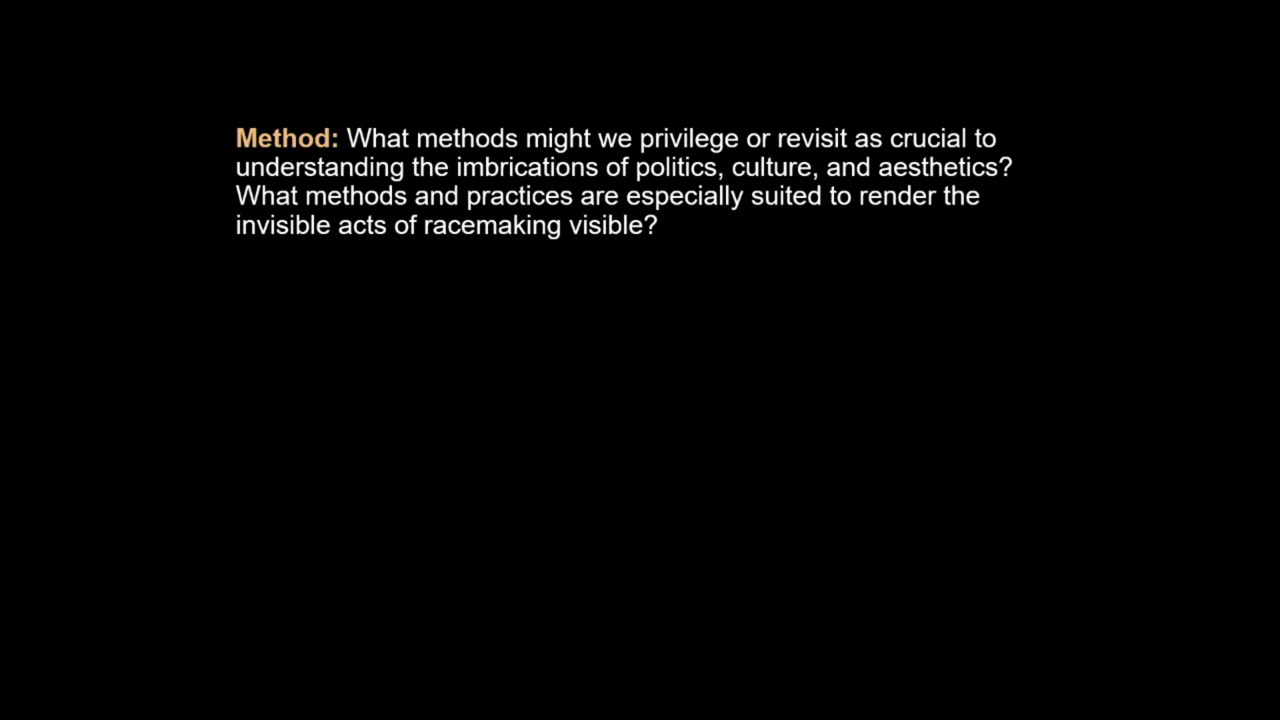 Method: What methods might we privilege or revisit as crucial to
understanding the imbrications of politics, culture, and aesthetics?
What methods and practices are especially suited to render the
invisible acts of racemaking visible?